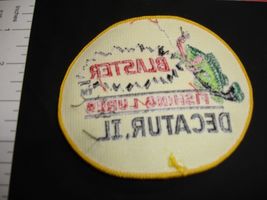 BLASTER
FISHING LURES
DECATUR, IL